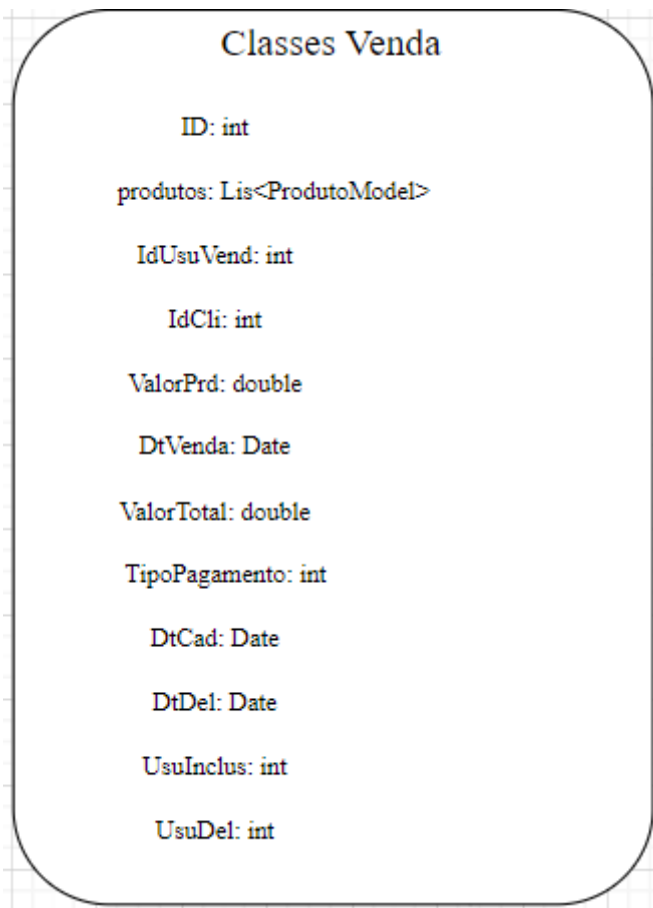 Classes Venda
ID: int
produtos: Lis<ProdutoModel>
IdUsuVend: int
IdCli: int
ValorPrd: double
DtVenda: Date
ValorTotal: double
TipoPagamento: int
DtCad: Date
DtDel: Date
UsuInclus: int
UsuDel: int